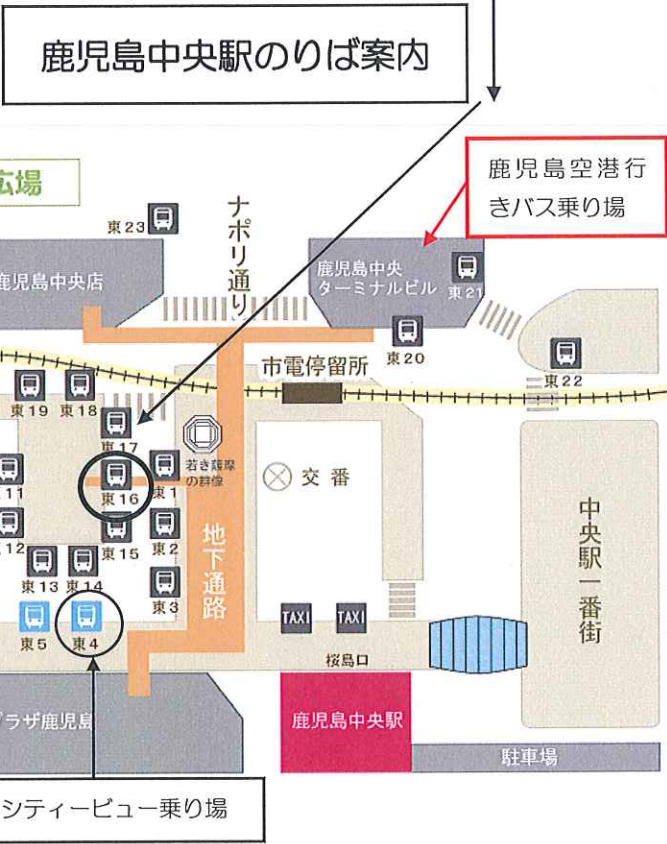 鹿児島中央駅のりば案内
鹿児島空港行
きバス乗り場
広場
東23
ナポリ通り
鹿児島中央店
鹿児島中央
ターミナルビル
東21
東20
東22
市電停留所
東19
東18
東17
若き薩摩
の群像
東16
東1
11
交番
12
東15
東2
地下通路
中央駅一番街
東13
東14
東3
東5
東4
TAXI
TAXI
桜島口
プラザ鹿児島
鹿児島中央駅
駐車場
シティービュー乗り場